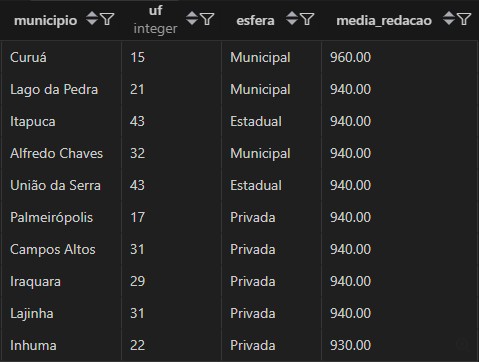 municipio uf integer esfera media_redacao
Curuá 15 Municipal 960.00
Lago da Pedra 21 Municipal 940.00
Itapuca 43 Estadual 940.00
Alfredo Chaves 32 Municipal 940.00
União da Serra 43 Estadual 940.00
Palmeirópolis 17 Privada 940.00
Campos Altos 31 Privada 940.00
Iraquara 29 Privada 940.00
Lajinha 31 Privada 940.00
Inhuma 22 Privada 930.00